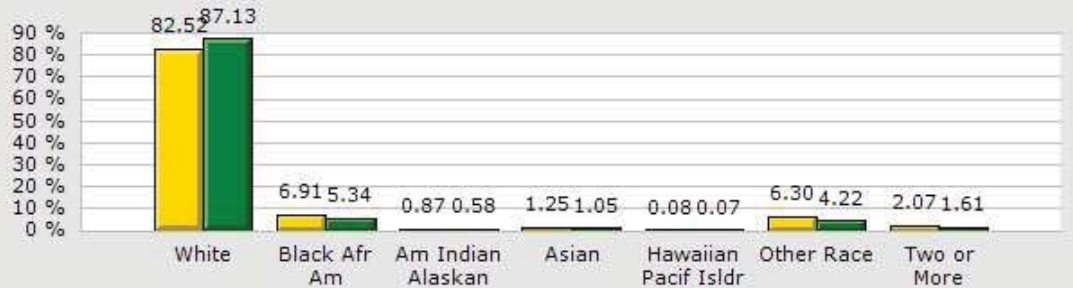 82.52 87.13
90 %
80 %
70 %
60 %
50 %
40 %
30 %
20 %
10 %
0 %
6.91 5.34
0.87 0.58
1.25 1.05
0.08 0.07
6.30 4.22
2.07 1.61
White
Black Afr
Am
Am Indian
Alaskan
Asian
Hawaiian
Pacif Isldr
Other Race
Two or
More